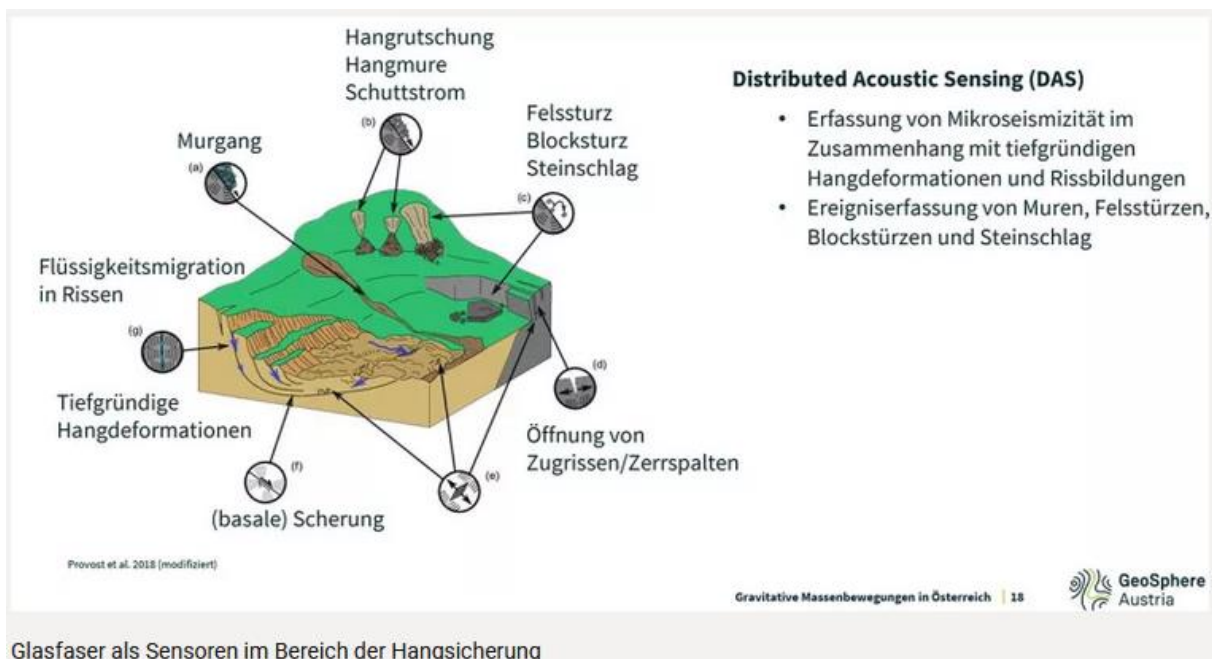 Hangrutschung
Hangmure
Schuttstrom
(b)
Felssturz
Blocksturz
Steinschlag
(c)
Murgang
(a)
Flüssigkeitsmigration
in Rissen
(g)
(d)
Tiefgründige
Hangdeformationen
Öffnung von
Zugrissen/Zerrspalten
(f)
(e)
(basale) Scherung
Provost et al. 2018 (modifiziert)
Distributed Acoustic Sensing (DAS)
• Erfassung von Mikroseismizität im
Zusammenhang mit tiefgründigen
Hangdeformationen und Rissbildungen
• Ereigniserfassung von Muren, Felsstürzen,
Blockstürzen und Steinschlag
Gravitative Massenbewegungen in Österreich | 18
GeoSphere
Austria
Glasfaser als Sensoren im Bereich der Hangsicherung